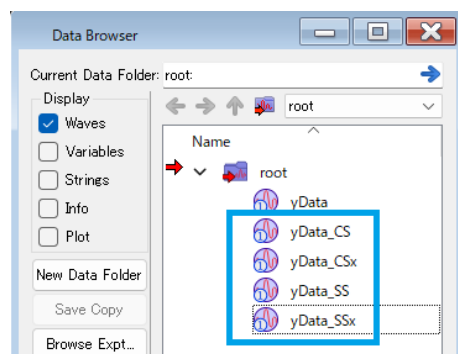 Data Browser
Current Data Folder: root:
Display
Waves
Variables
Strings
Info
Plot
New Data Folder
Save Copy
Browse Expt...
root
Name
root
yData
yData_CS
yData_CSx
yData_SS
yData_SSx